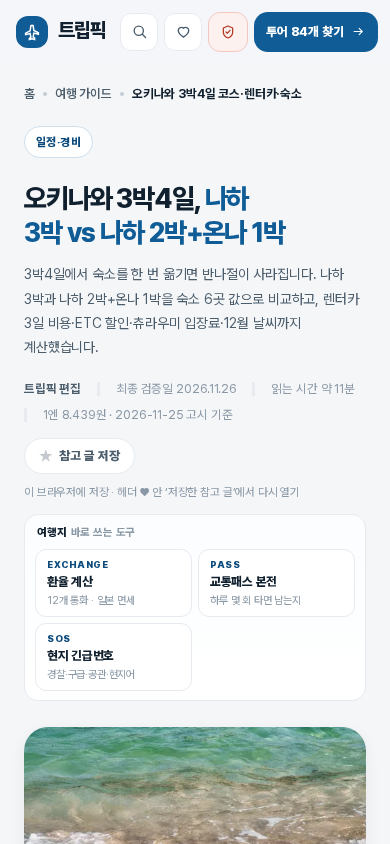 트립픽
투어 84개 찾기 →
홈 • 여행 가이드 • 오키나와 3박4일 코스·렌터카·숙소
일정·경비
오키나와 3박4일, 나하
3박 vs 나하 2박+온나 1박
3박4일에서 숙소를 한 번 옮기면 반나절이 사라집니다. 나하
3박과 나하 2박+온나 1박을 숙소 6곳 값으로 비교하고, 렌터카
3일 비용·ETC 할인·츄라우미 입장료·12월 날씨까지
계산했습니다.
트립픽 편집 | 최종 검증일 2026.11.26 | 읽는 시간 약 11분
| 1엔 8.439원 · 2026-11-25 고시 기준
★ 참고 글 저장
이 브라우저에 저장 · 헤더 ♥ 안 '저장한 참고 글'에서 다시 열기
여행지 바로 쓰는 도구
EXCHANGE
환율 계산
12개 통화 · 일본 면세
PASS
교통패스 본전
하루 몇 회 타면 남는지
SOS
현지 긴급번호
경찰·구급·공관·현지어